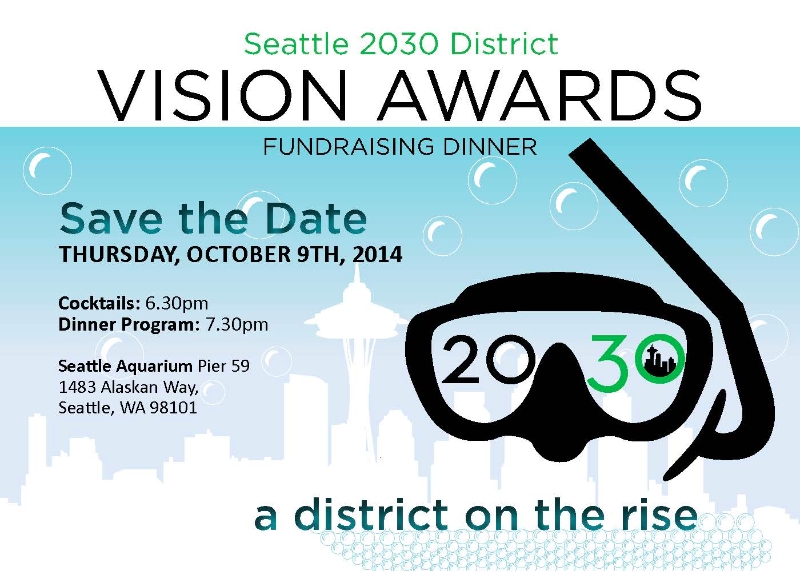 Seattle 2030 District
VISION AWARDS
FUNDRAISING DINNER
Save the Date
THURSDAY, OCTOBER 9TH, 2014
Cocktails: 6.30pm
Dinner Program: 7.30pm
Seattle Aquarium Pier 59
1483 Alaskan Way,
Seattle, WA 98101
2030
a district on the rise